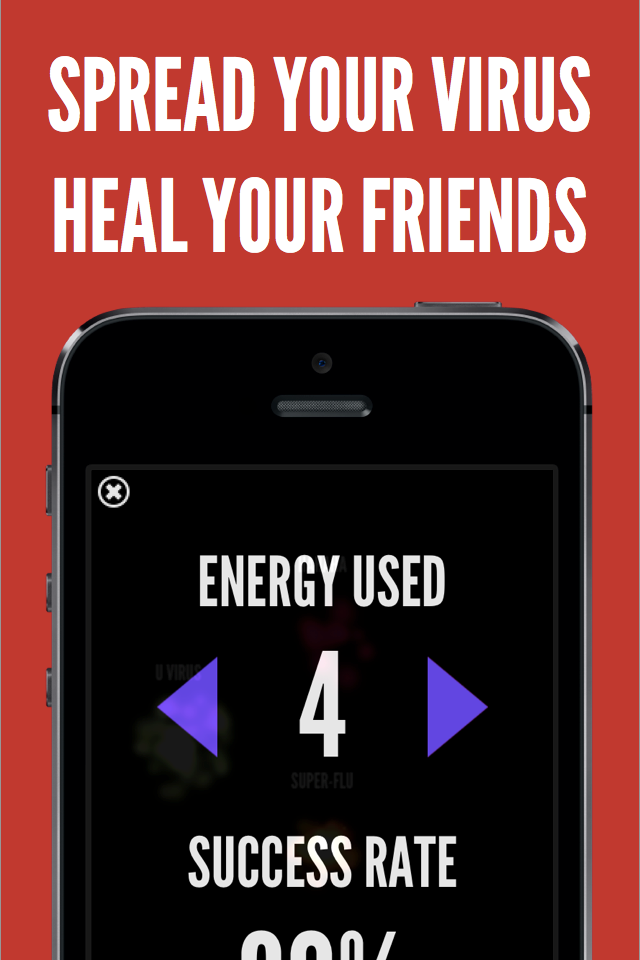 SPREAD YOUR VIRUS
HEAL YOUR FRIENDS
ENERGY USED
U VIRUS
4
SUPER-FLU
SUCCESS RATE
%